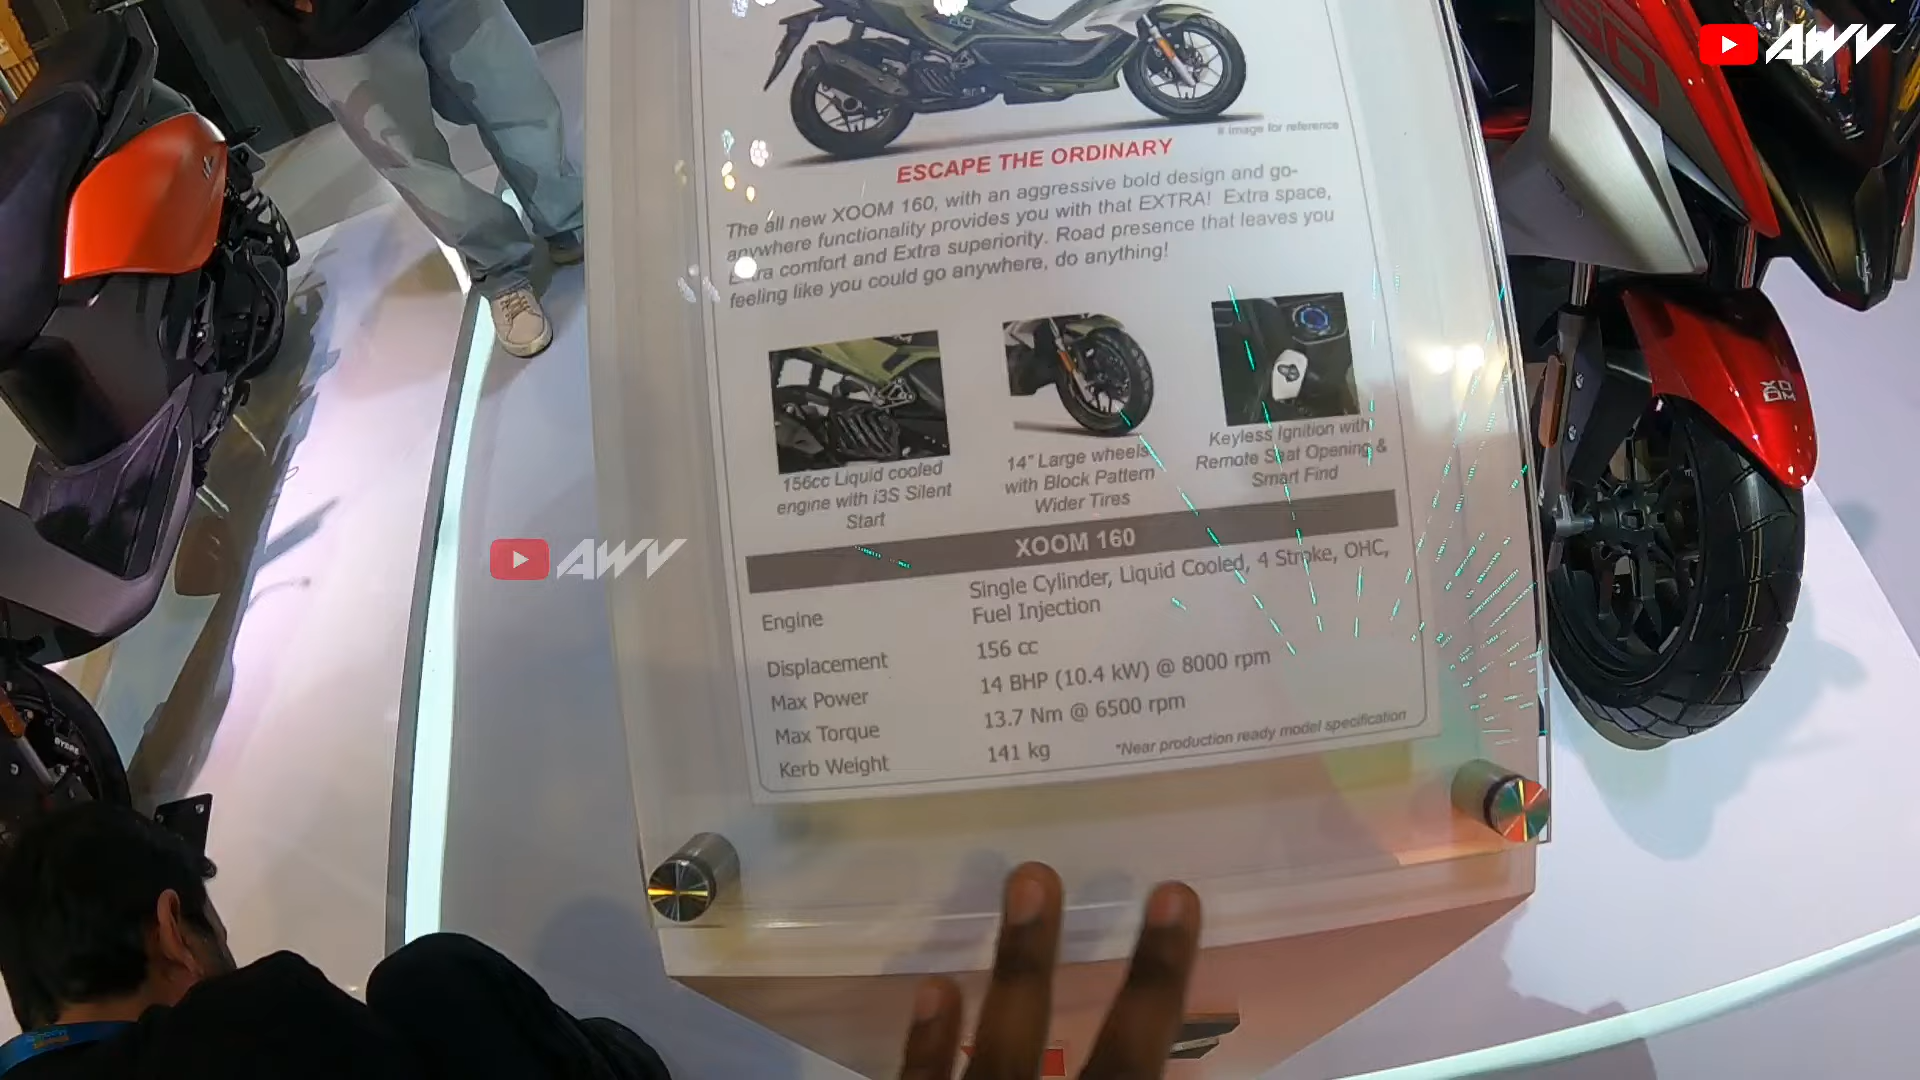 AWV
# image for reference
ESCAPE THE ORDINARY
The all new XOOM 160, with an aggressive bold design and go-
anywhere functionality provides you with that EXTRA! Extra space,
Extra comfort and Extra superiority. Road presence that leaves you
feeling like you could go anywhere, do anything!
156cc Liquid cooled
engine with i3S Silent
Start
14" Large wheels
with Block Pattern
Wider Tires
Keyless Ignition with
Remote Seat Opening &
Smart Find
XOOM 160
Engine Single Cylinder, Liquid Cooled, 4 Stroke, OHC,
Fuel Injection
Displacement 156 cc
Max Power 14 BHP (10.4 kW) @ 8000 rpm
Max Torque 13.7 Nm @ 6500 rpm
Kerb Weight 141 kg
*Near production ready model specification
AWV
XO
OM
BYBRE